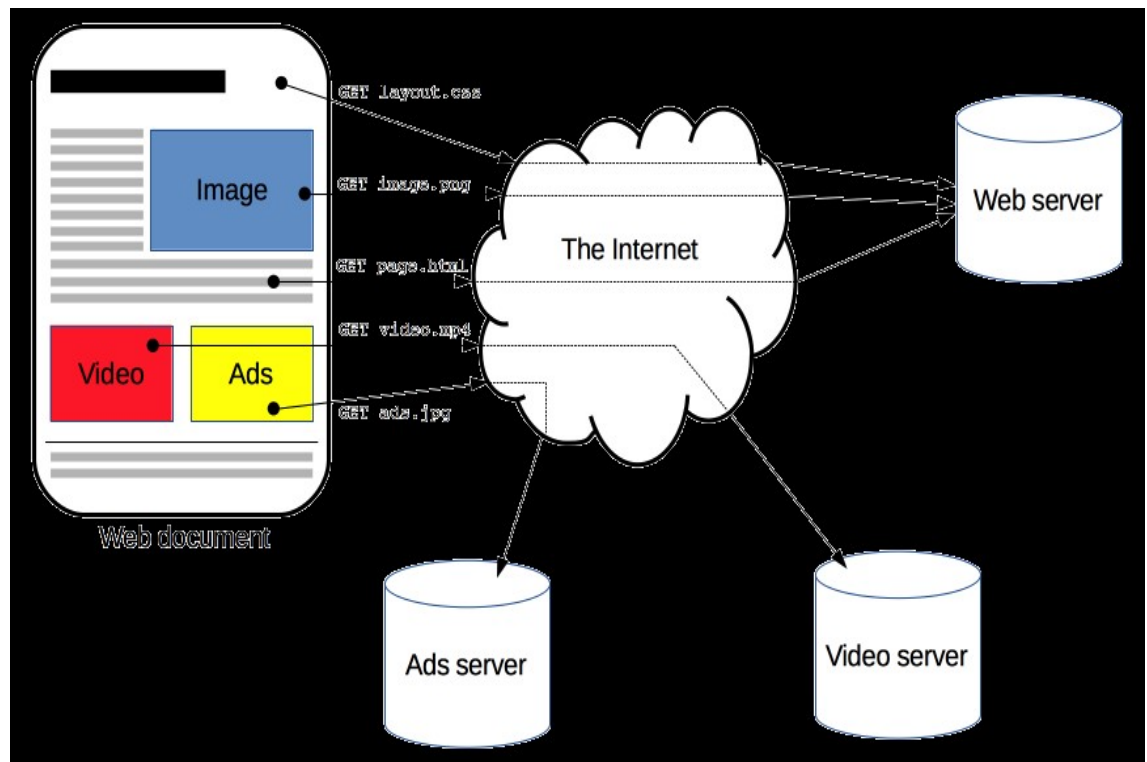 GET layout.css
Image
GET image.png
GET page.html
GET video.mp4
Video
Ads
GET ads.jpg
Web document
The Internet
Web server
Ads server
Video server